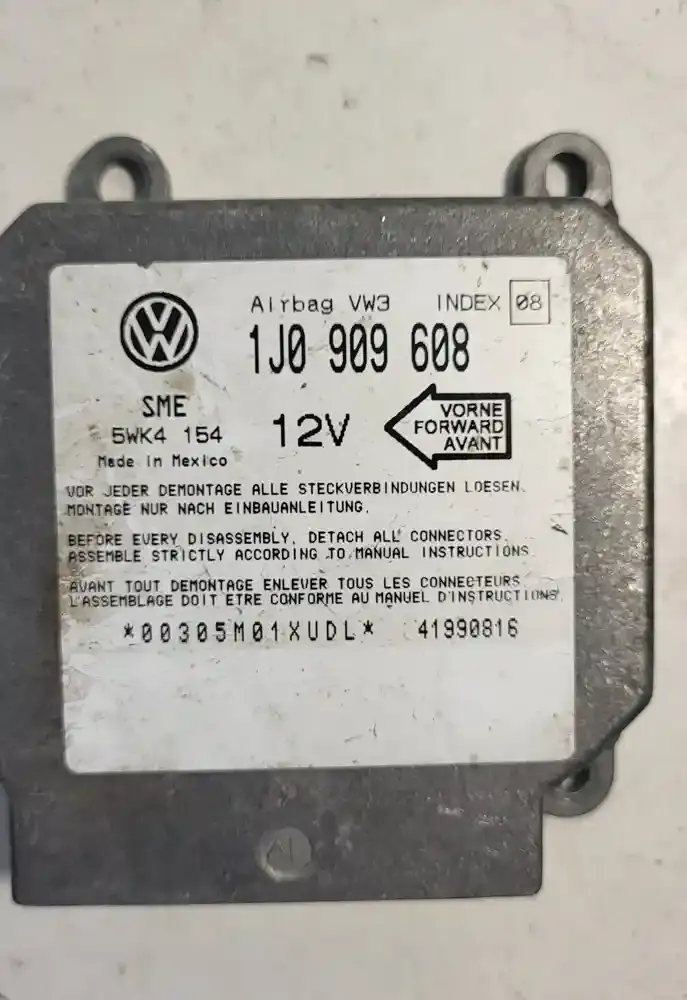 Airbag VW3 INDEX 08
1J0 909 608
SME
5WK4 154
12V
VORNE
FORWARD
AVANT
Made in Mexico
VOR JEDER DEMONTAGE ALLE STECKVERBINDUNGEN LOESEN.
MONTAGE NUR NACH EINBAUANLEITUNG.
BEFORE EVERY DISASSEMBLY, DETACH ALL CONNECTORS.
ASSEMBLE STRICTLY ACCORDING TO MANUAL INSTRUCTIONS
AVANT TOUT DEMONTAGE ENLEVER TOUS LES CONNECTEURS.
L'ASSEMBLAGE DOIT ETRE CONFORME AU MANUEL D'INSTRUCTIONS.
*00305M01XUDL* 41990816